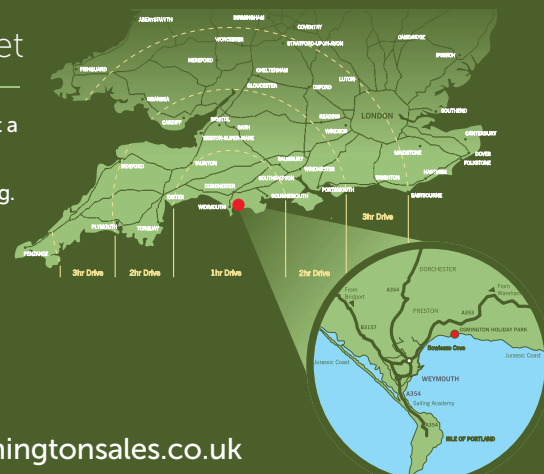 et
t a
g.
ABERYSTWYTH
BIRMINGHAM
COVENTRY
CAMBRIDGE
WORCESTER
STRATFORD-UPON-AVON
IPSWICH
FISHGUARD
HEREFORD
CHELTENHAM
LUTON
GLOUCESTER
OXFORD
SWANSEA
CARDIFF
BRISTOL
BATH
READING
LONDON
SOUTHEND
WESTON-SUPER-MARE
WINDSOR
CANTERBURY
MAIDSTONE
DOVER
FOLKSTONE
BIDEFORD
TAUNTON
SALISBURY
WINCHESTER
HASTINGS
DORCHESTER
SOUTHAMPTON
BRIGHTON
PORTSMOUTH
EASTBOURNE
EXETER
WEYMOUTH
BOURNEMOUTH
PLYMOUTH
TORQUAY
PENZANCE
3hr Drive
3hr Drive
2hr Drive
1hr Drive
2hr Drive
DORCHESTER
From
Bridport
A354
From
Wareham
PRESTON
A353
B3157
OSMINGTON HOLIDAY PARK
Bowleaze Cove
Jurassic Coast
Jurassic Coast
WEYMOUTH
A354
Sailing Academy
A354
ISLE OF PORTLAND
mingtonsales.co.uk